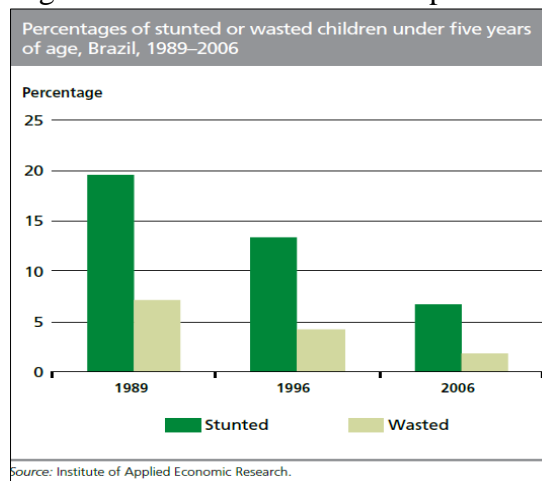 Percentages of stunted or wasted children under five years
of age, Brazil, 1989–2006
Percentage
25
20
15
10
5
0
1989 1996 2006
Stunted Wasted
Source: Institute of Applied Economic Research.